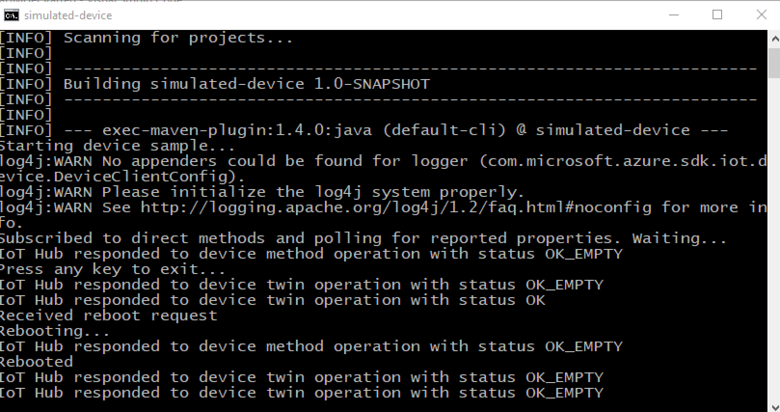 simulated-device
[INFO] Scanning for projects...
[INFO]
[INFO] ------------------------------------------------------------------------
[INFO] Building simulated-device 1.0-SNAPSHOT
[INFO] ------------------------------------------------------------------------
[INFO]
[INFO] --- exec-maven-plugin:1.4.0:java (default-cli) @ simulated-device ---
Starting device sample...
log4j:WARN No appenders could be found for logger (com.microsoft.azure.sdk.iot.d
evice.DeviceClientConfig).
log4j:WARN Please initialize the log4j system properly.
log4j:WARN See http://logging.apache.org/log4j/1.2/faq.html#noconfig for more in
fo.
Subscribed to direct methods and polling for reported properties. Waiting...
IoT Hub responded to device method operation with status OK_EMPTY
Press any key to exit...
IoT Hub responded to device twin operation with status OK_EMPTY
IoT Hub responded to device twin operation with status OK
Received reboot request
Rebooting...
IoT Hub responded to device method operation with status OK_EMPTY
Rebooted
IoT Hub responded to device twin operation with status OK_EMPTY
IoT Hub responded to device twin operation with status OK_EMPTY